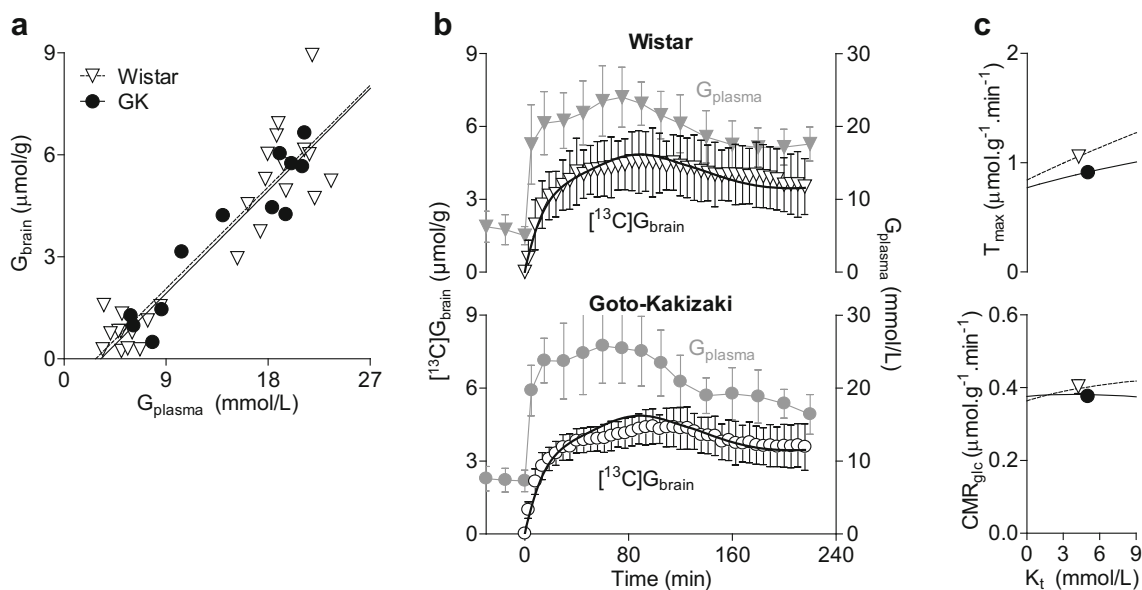 a
G_brain (μmol/g)
9
6
3
0
Wistar
GK
0 9 18 27
G_plasma (mmol/L)
b
Wistar
[¹³C]G_brain (μmol/g)
G_plasma (mmol/L)
9
6
3
0
30
20
10
0
G_plasma
[¹³C]G_brain
Goto-Kakizaki
9
6
3
0
30
20
10
0
G_plasma
[¹³C]G_brain
0 80 160 240
Time (min)
c
T_max (μmol.g⁻¹.min⁻¹)
2
1
0
CMR_glc (μmol.g⁻¹.min⁻¹)
0.6
0.4
0.2
0.0
0 3 6 9
K_t (mmol/L)